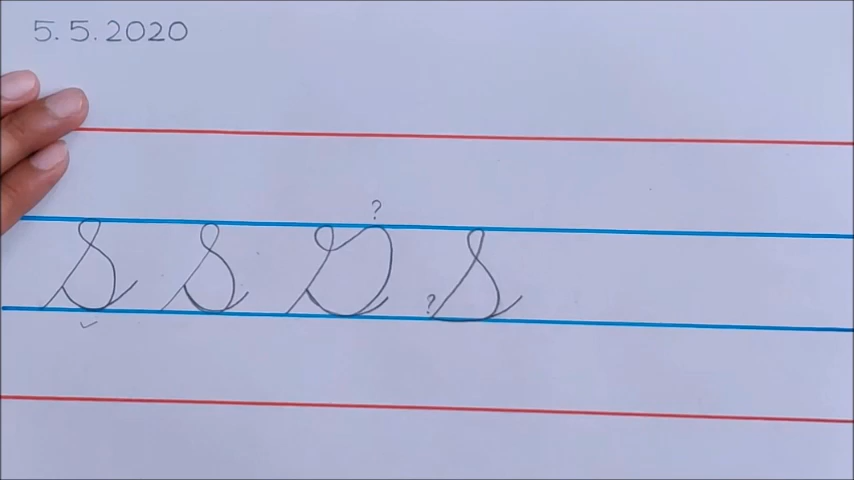 5.5.2020
?
s s s s
?